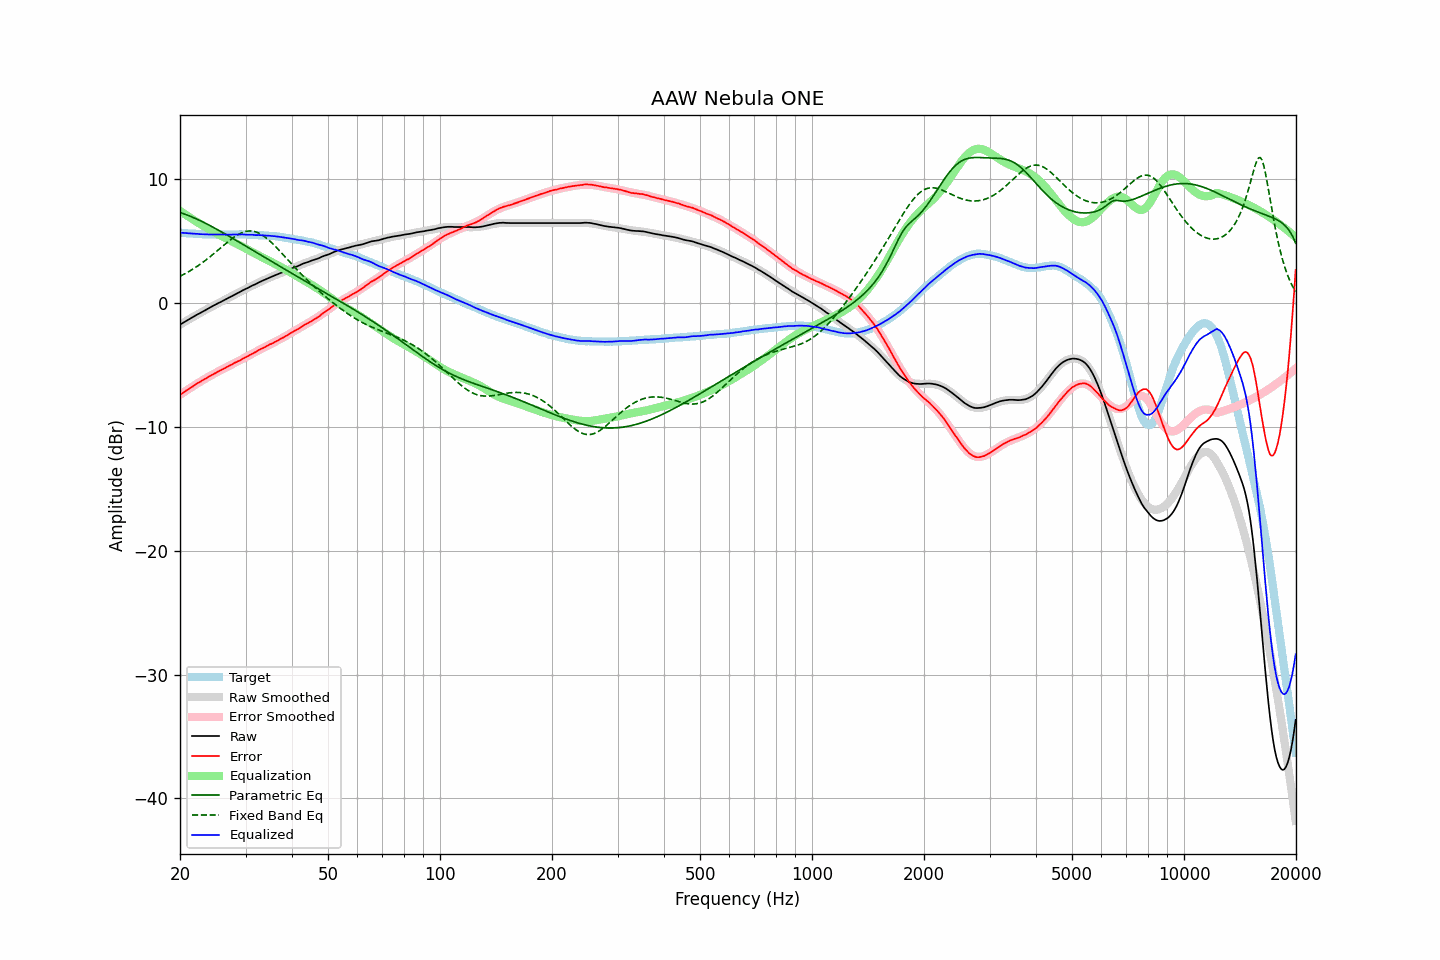 AAW Nebula ONE
Amplitude (dBr)
10
0
−10
−20
−30
−40
Target
Raw Smoothed
Error Smoothed
Raw
Error
Equalization
Parametric Eq
Fixed Band Eq
Equalized
20 50 100 200 500 1000 2000 5000 10000 20000
Frequency (Hz)